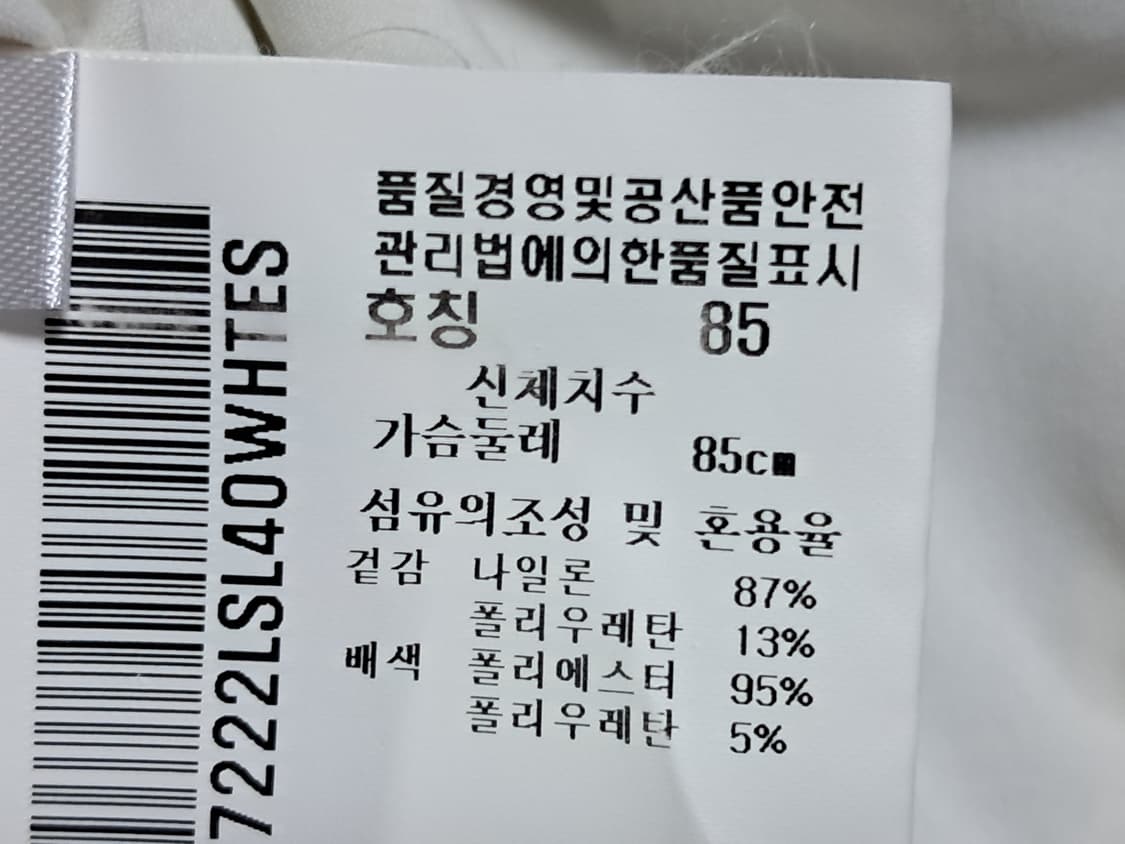 품질경영및공산품안전
관리법에의한품질표시
호칭 85
신체치수
가슴둘레 85cm
섬유의조성 및 혼용율
겉감 나일론 87%
폴리우레탄 13%
배색 폴리에스터 95%
폴리우레탄 5%
7222LSL40WHTES